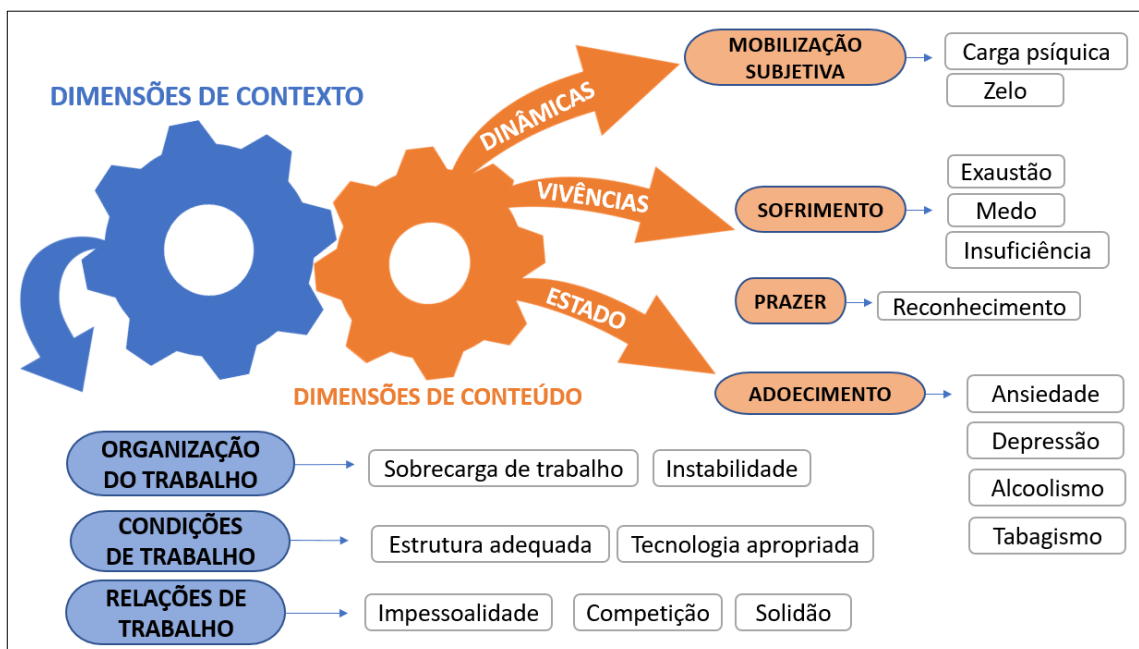 DIMENSÕES DE CONTEXTO
DINÂMICAS
MOBILIZAÇÃO
SUBJETIVA
Carga psíquica
Zelo
VIVÊNCIAS
SOFRIMENTO
Exaustão
Medo
Insuficiência
PRAZER
Reconhecimento
ESTADO
ADOECIMENTO
Ansiedade
Depressão
Alcoolismo
Tabagismo
DIMENSÕES DE CONTEÚDO
ORGANIZAÇÃO
DO TRABALHO
Sobrecarga de trabalho
Instabilidade
CONDIÇÕES
DE TRABALHO
Estrutura adequada
Tecnologia apropriada
RELAÇÕES DE
TRABALHO
Impessoalidade
Competição
Solidão